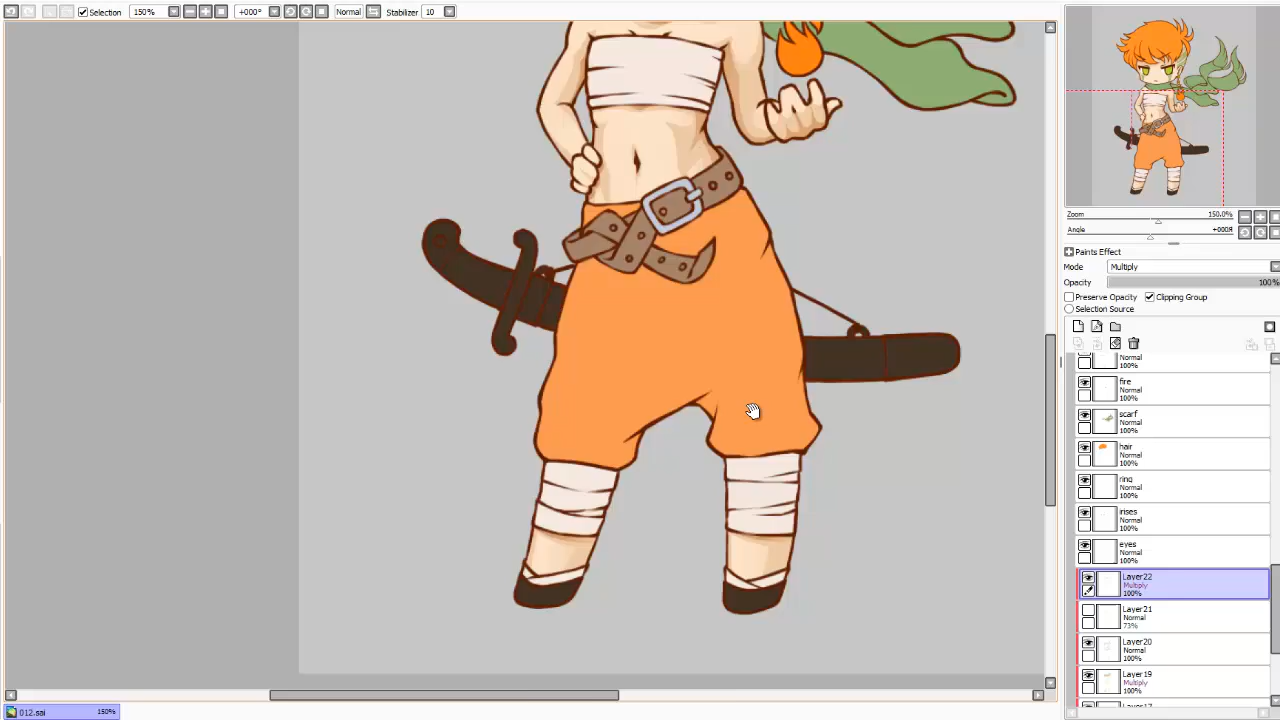 Selection 150% +000° Normal Stabilizer 10
Zoom 150.0%
Angle +000R
Paints Effect
Mode Multiply
Opacity 100%
Preserve Opacity Clipping Group
Selection Source
Normal
100%
fire
Normal
100%
scarf
Normal
100%
hair
Normal
100%
ring
Normal
100%
irises
Normal
100%
eyes
Normal
100%
Layer22
Multiply
100%
Layer21
Normal
73%
Layer20
Normal
100%
Layer19
Multiply
100%
012.sai 150%